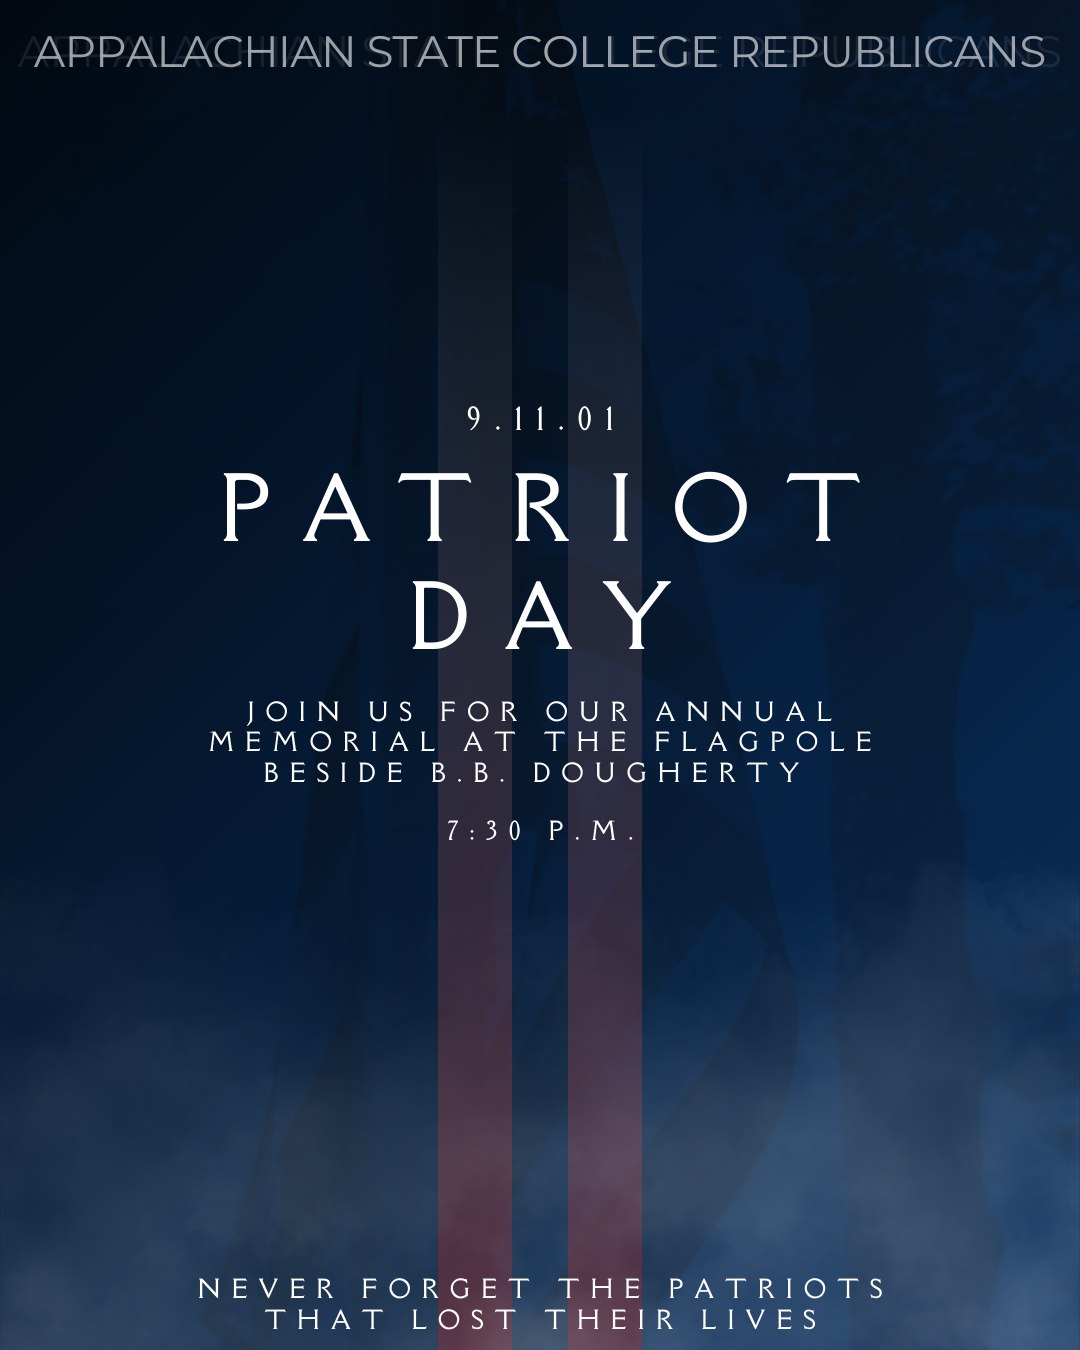 APPALACHIAN STATE COLLEGE REPUBLICANS
9.11.01
PATRIOT
DAY
JOIN US FOR OUR ANNUAL
MEMORIAL AT THE FLAGPOLE
BESIDE B.B. DOUGHERTY
7:30 P.M.
NEVER FORGET THE PATRIOTS
THAT LOST THEIR LIVES